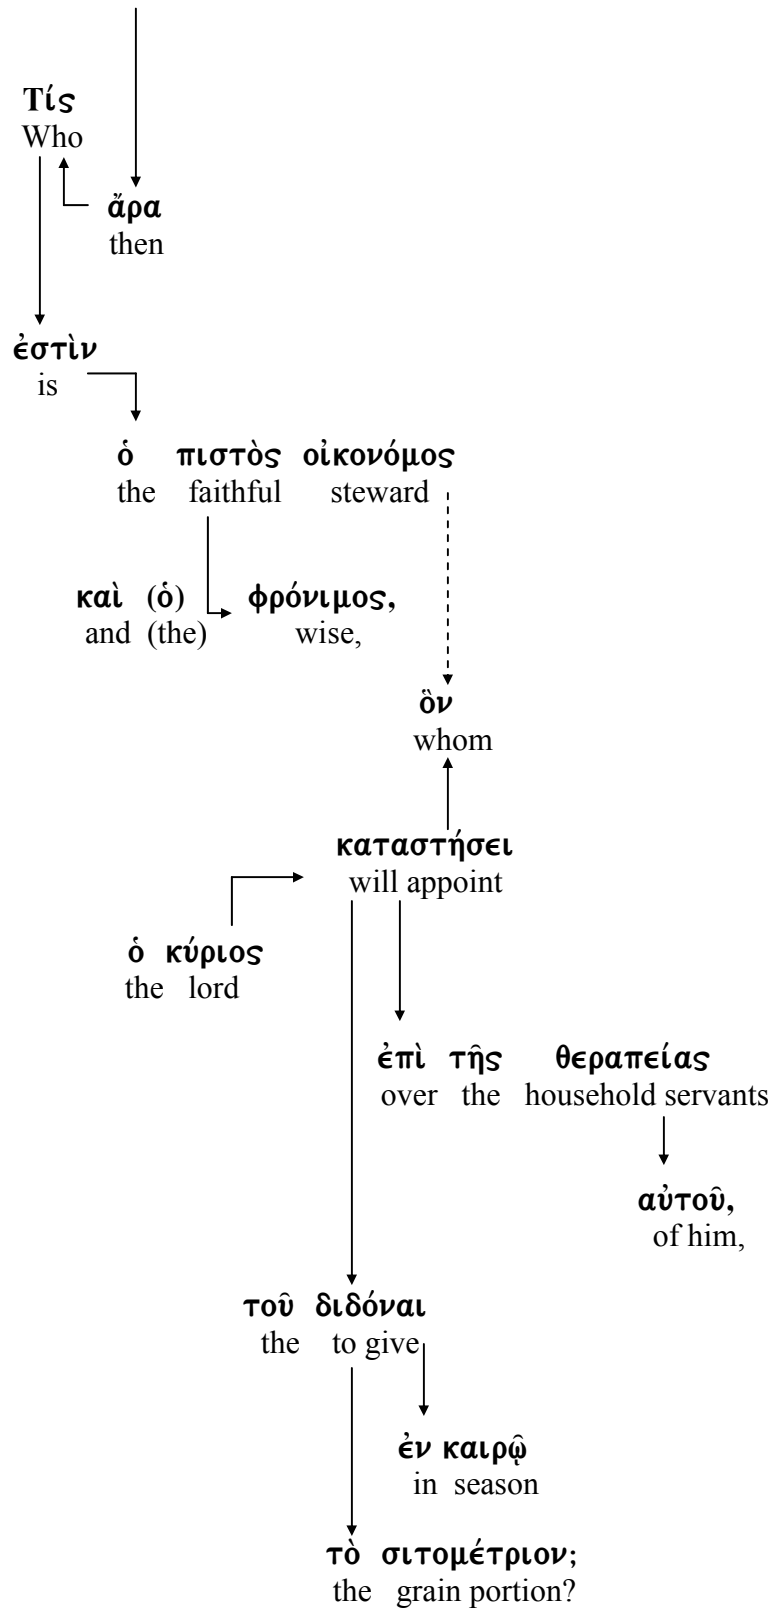 Τίς
Who
ἄρα
then
ἐστὶν
is
ὁ πιστὸς οἰκονόμος
the faithful steward
καὶ (ὁ) φρόνιμος,
and (the) wise,
ὃν
whom
καταστήσει
will appoint
ὁ κύριος
the lord
ἐπὶ τῆς θεραπείας
over the household servants
αὐτοῦ,
of him,
τοῦ διδόναι
the to give
ἐν καιρῷ
in season
τὸ σιτομέτριον;
the grain portion?